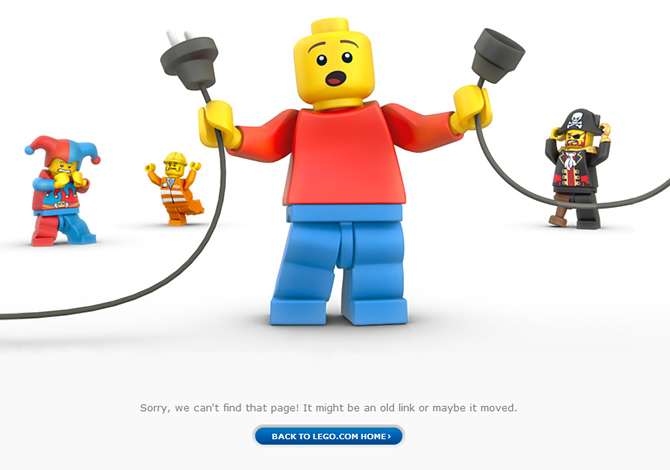 Sorry, we can't find that page! It might be an old link or maybe it moved.
BACK TO LEGO.COM HOME ›